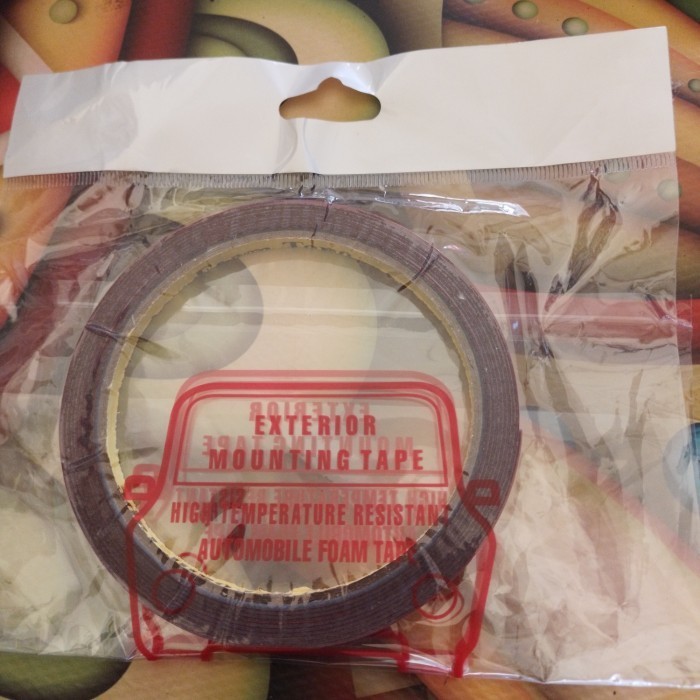 EXTERIOR
MOUNTING TAPE
HIGH TEMPERATURE RESISTANT
AUTOMOBILE FOAM TAPE